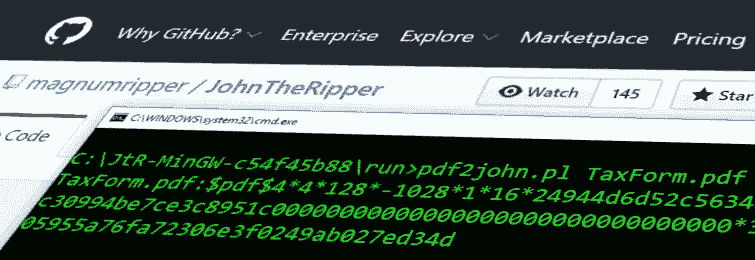 Why GitHub? Enterprise Explore Marketplace Pricing
magnumripper / JohnTheRipper Watch 145 Star
Code
C:\WINDOWS\system32\cmd.exe
C:\JtR-MinGW-c54f45b88\run>pdf2john.pl TaxForm.pdf
TaxForm.pdf:$pdf$4*4*128*-1028*1*16*24944d6d52c5634
c30994be7ce3c8951c00000000000000000000000000000000*3
05955a76fa72306e3f0249ab027ed34d